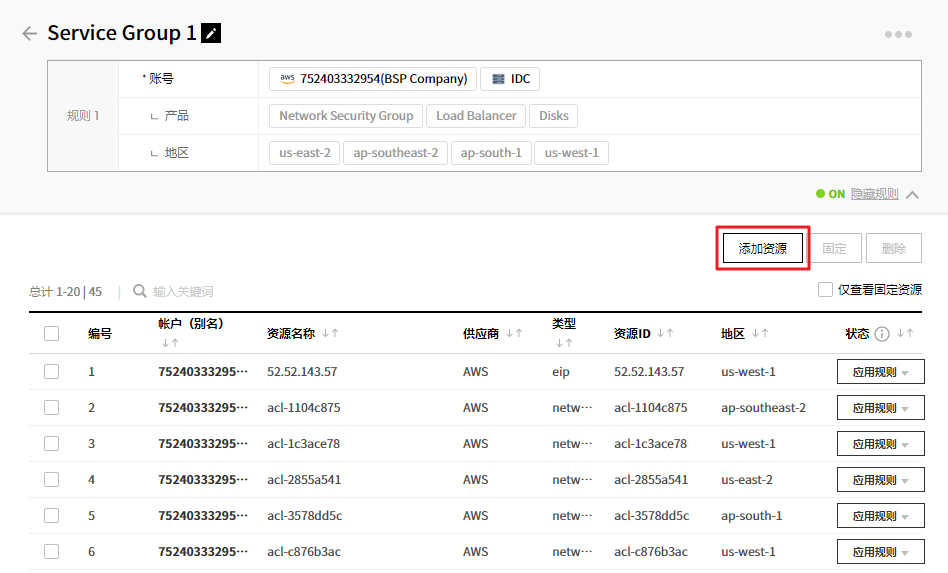 Service Group 1
规则 1
* 账号
aws 752403332954(BSP Company) IDC
产品
Network Security Group Load Balancer Disks
地区
us-east-2 ap-southeast-2 ap-south-1 us-west-1
ON 隐藏规则
添加资源 固定 删除
总计 1-20 | 45 | 输入关键词
仅查看固定资源
编号 帐户（别名） 资源名称 供应商 类型 资源ID 地区 状态
1 75240333295··· 52.52.143.57 AWS eip 52.52.143.57 us-west-1 应用规则
2 75240333295··· acl-1104c875 AWS netw··· acl-1104c875 ap-southeast-2 应用规则
3 75240333295··· acl-1c3ace78 AWS netw··· acl-1c3ace78 us-west-1 应用规则
4 75240333295··· acl-2855a541 AWS netw··· acl-2855a541 us-east-2 应用规则
5 75240333295··· acl-3578dd5c AWS netw··· acl-3578dd5c ap-south-1 应用规则
6 75240333295··· acl-c876b3ac AWS netw··· acl-c876b3ac us-west-1 应用规则